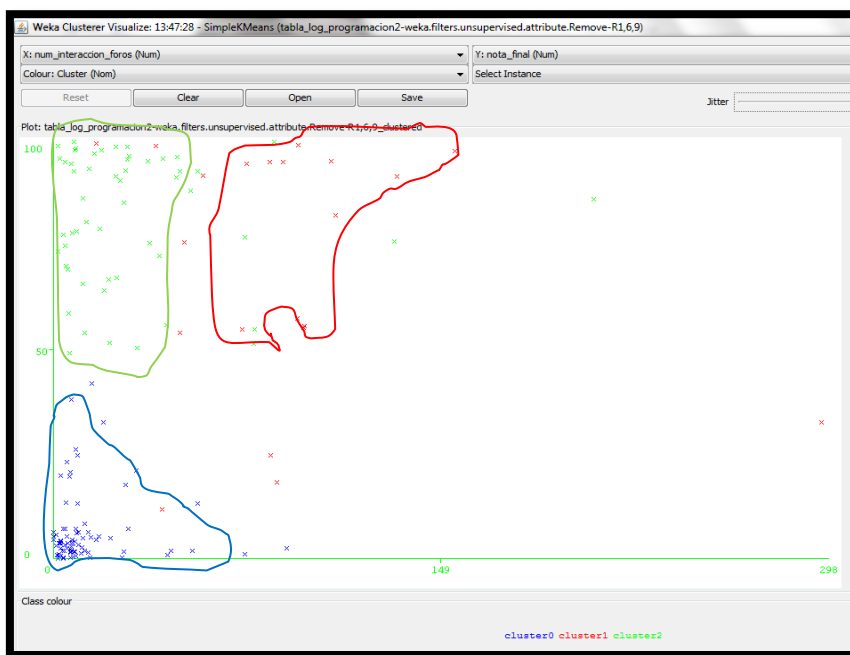 Weka Clusterer Visualize: 13:47:28 - SimpleKMeans (tabla_log_programacion2-weka.filters.unsupervised.attribute.Remove-R1,6,9)
X: num_interaccion_foros (Num)
Y: nota_final (Num)
Colour: Cluster (Nom)
Select Instance
Reset Clear Open Save
Jitter
Plot: tabla_log_programacion2-weka.filters.unsupervised.attribute.Remove-R1,6,9_clustered
100
50
0
0 149 298
Class colour
cluster0 cluster1 cluster2